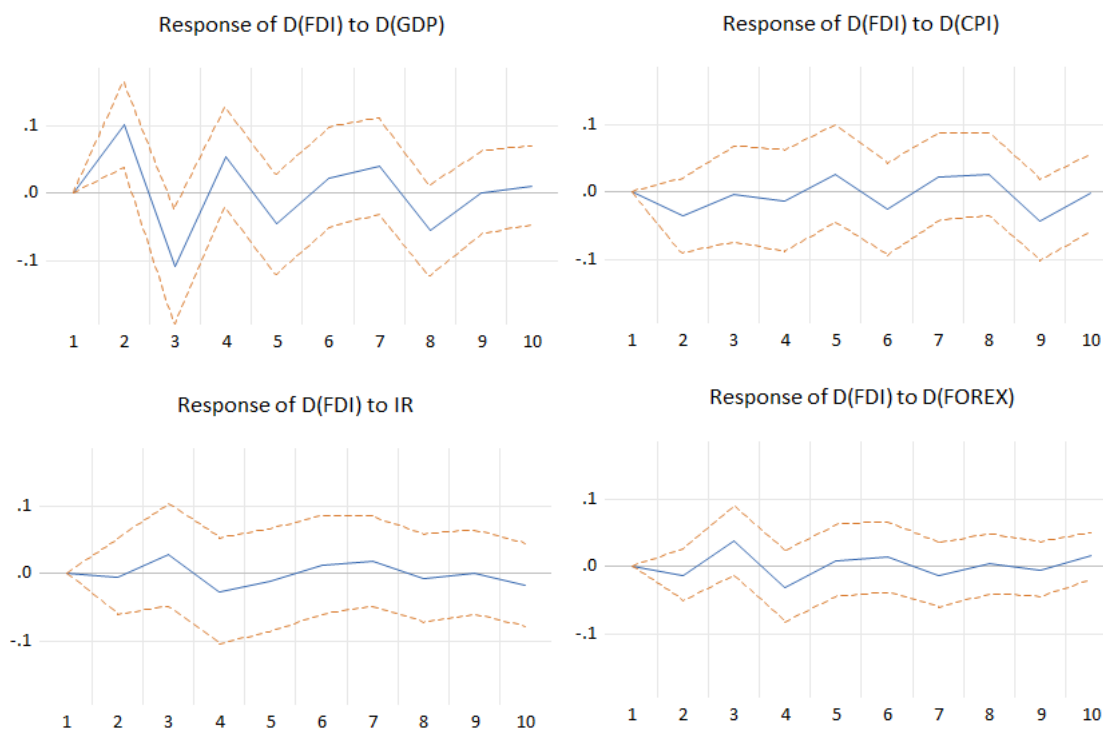 Response of D(FDI) to D(GDP)
.1
.0
-.1
1 2 3 4 5 6 7 8 9 10
Response of D(FDI) to D(CPI)
.1
.0
-.1
1 2 3 4 5 6 7 8 9 10
Response of D(FDI) to IR
.1
.0
-.1
1 2 3 4 5 6 7 8 9 10
Response of D(FDI) to D(FOREX)
.1
.0
-.1
1 2 3 4 5 6 7 8 9 10